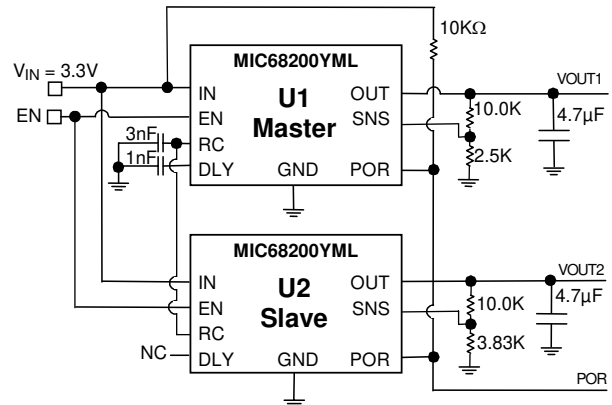 10KΩ
VIN = 3.3V
EN
MIC68200YML
U1
Master
IN
EN
RC
DLY
GND
OUT
SNS
POR
3nF
1nF
VOUT1
10.0K
2.5K
4.7µF
MIC68200YML
U2
Slave
IN
EN
RC
DLY
GND
OUT
SNS
POR
NC
VOUT2
10.0K
3.83K
4.7µF
POR